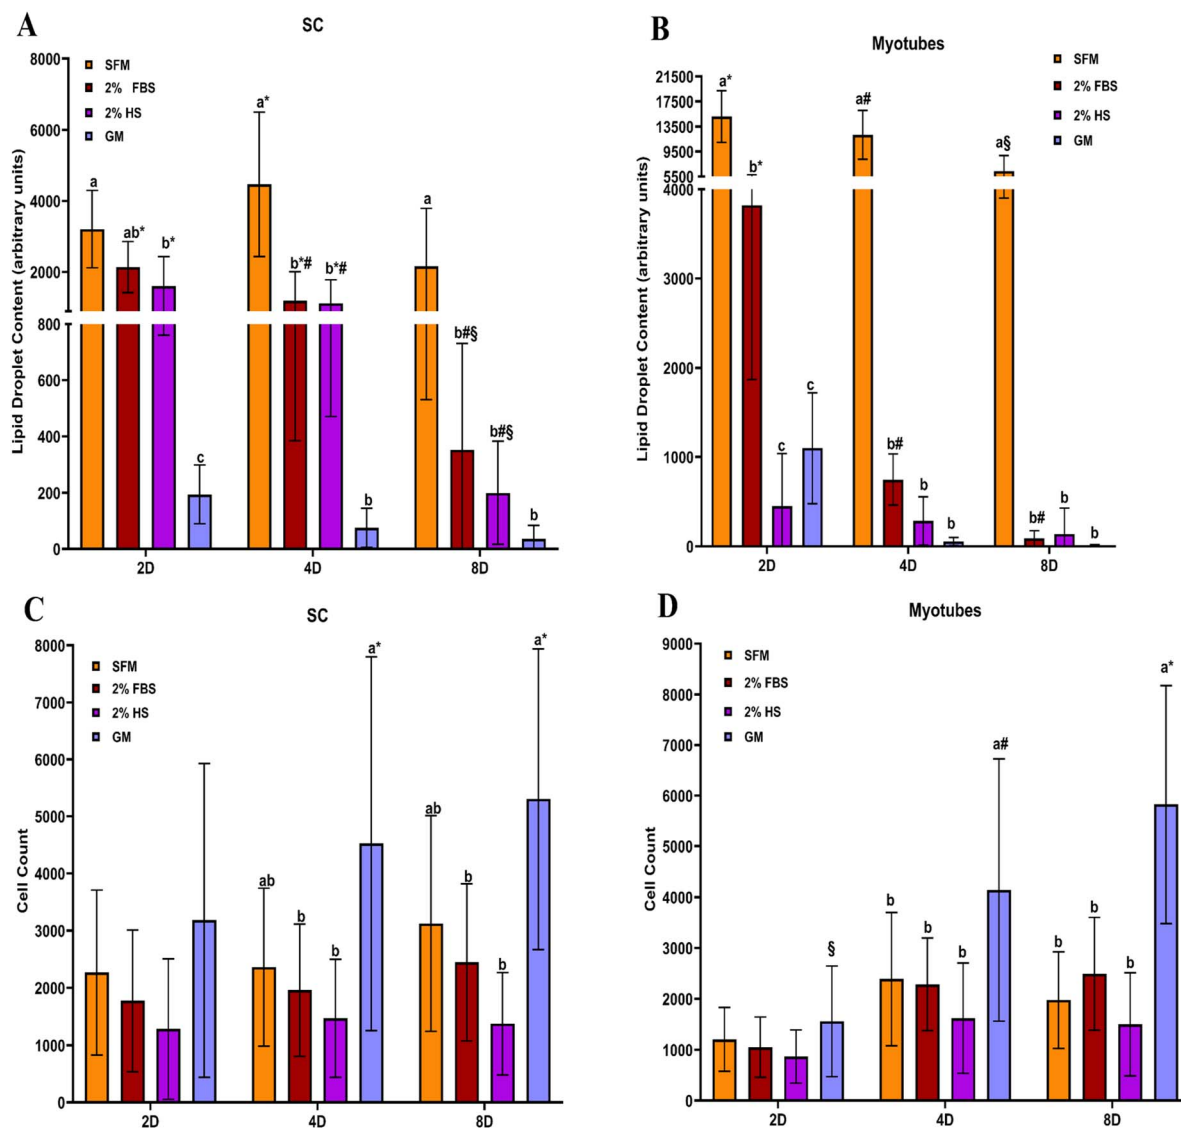 A
SC
SFM
2% FBS
2% HS
GM
Lipid Droplet Content (arbitrary units)
8000
6000
4000
2000
800
600
400
200
0
a
ab*
b*
c
a*
b*#
b*#
b
a
b#§
b#§
b
2D
4D
8D
B
Myotubes
SFM
2% FBS
2% HS
GM
Lipid Droplet Content (arbitrary units)
21500
17500
13500
9500
5500
4000
3000
2000
1000
0
a*
b*
c
c
a#
b#
b
b
a§
b#
b
b
2D
4D
8D
C
SC
SFM
2% FBS
2% HS
GM
Cell Count
8000
7000
6000
5000
4000
3000
2000
1000
0
ab
b
b
a*
ab
b
b
a*
2D
4D
8D
D
Myotubes
SFM
2% FBS
2% HS
GM
Cell Count
9000
8000
7000
6000
5000
4000
3000
2000
1000
0
§
b
b
b
a#
b
b
b
a*
2D
4D
8D